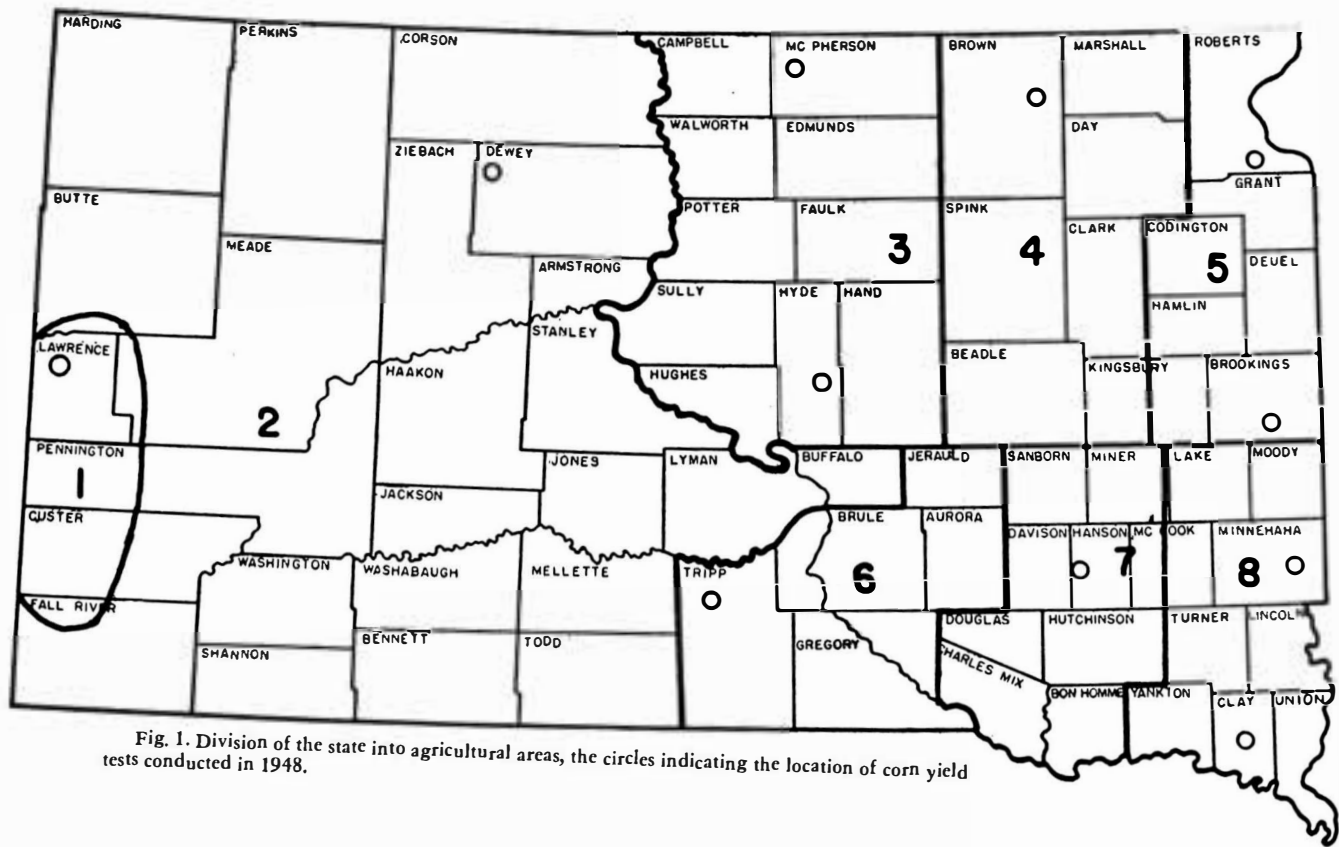 HARDING
PERKINS
CORSON
CAMPBELL
MC PHERSON
BROWN
MARSHALL
ROBERTS
WALWORTH
EDMUNDS
DAY
ZIEBACH
DEWEY
GRANT
BUTTE
POTTER
FAULK
SPINK
CLARK
CODINGTON
MEADE
3
4
5
DEUEL
ARMSTRONG
SULLY
HYDE
HAND
HAMLIN
STANLEY
LAWRENCE
BEADLE
KINGSBURY
BROOKINGS
HAAKON
HUGHES
2
PENNINGTON
JONES
LYMAN
BUFFALO
JERAULD
SANBORN
MINER
LAKE
MOODY
1
JACKSON
CUSTER
BRULE
AURORA
DAVISON
HANSON
MC COOK
MINNEHAHA
WASHINGTON
WASHABAUGH
MELLETTE
TRIPP
6
7
8
FALL RIVER
DOUGLAS
HUTCHINSON
TURNER
LINCOLN
SHANNON
BENNETT
TODD
GREGORY
CHARLES MIX
BON HOMME
YANKTON
CLAY
UNION
Fig. 1. Division of the state into agricultural areas, the circles indicating the location of corn yield
tests conducted in 1948.